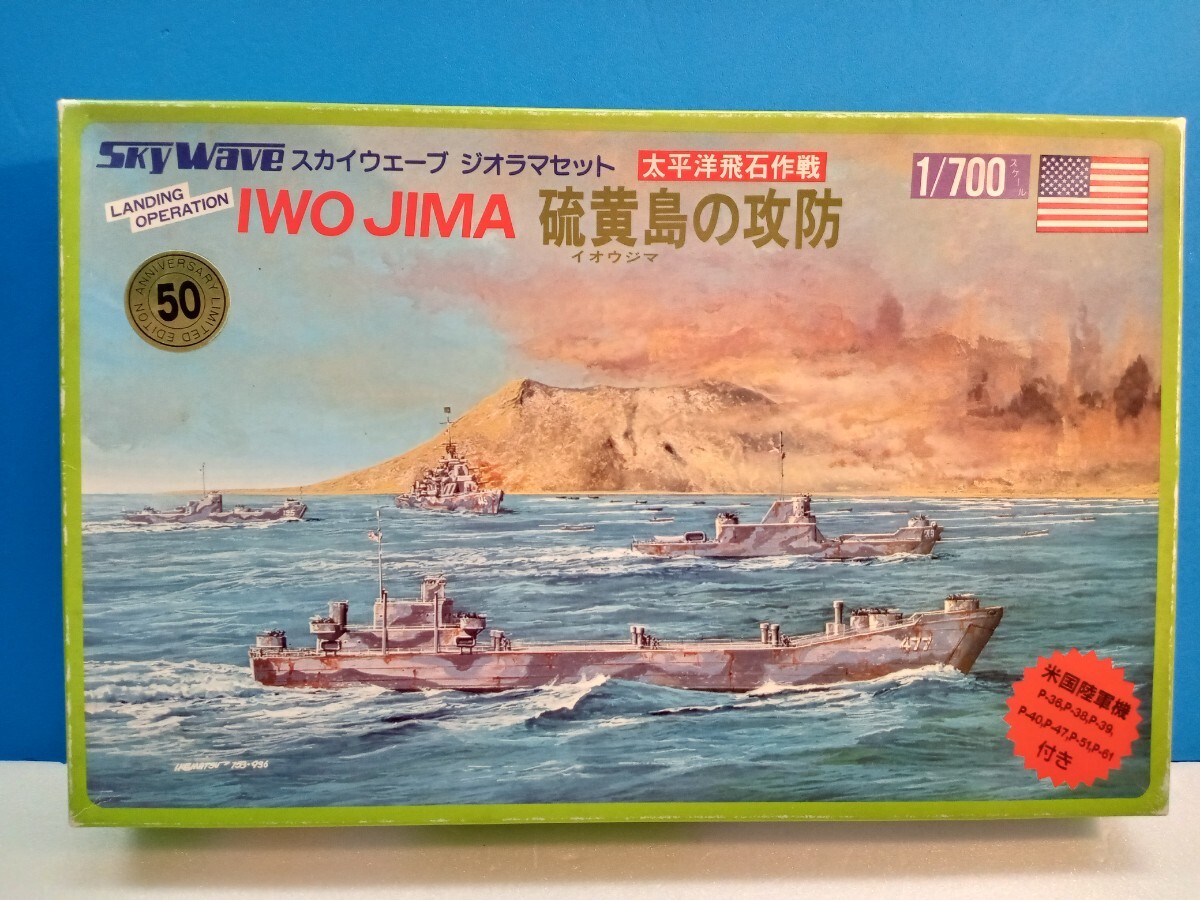 SKY Wave スカイウェーブ ジオラマセット
太平洋飛石作戦
1/700 スケール
LANDING
OPERATION
IWO JIMA 硫黄島の攻防
イオウジマ
ANNIVERSARY LIMITED EDITON
50
477
米国陸軍機
P-36,P-38,P-39,
P-40,P-47,P-51,P-61
付き